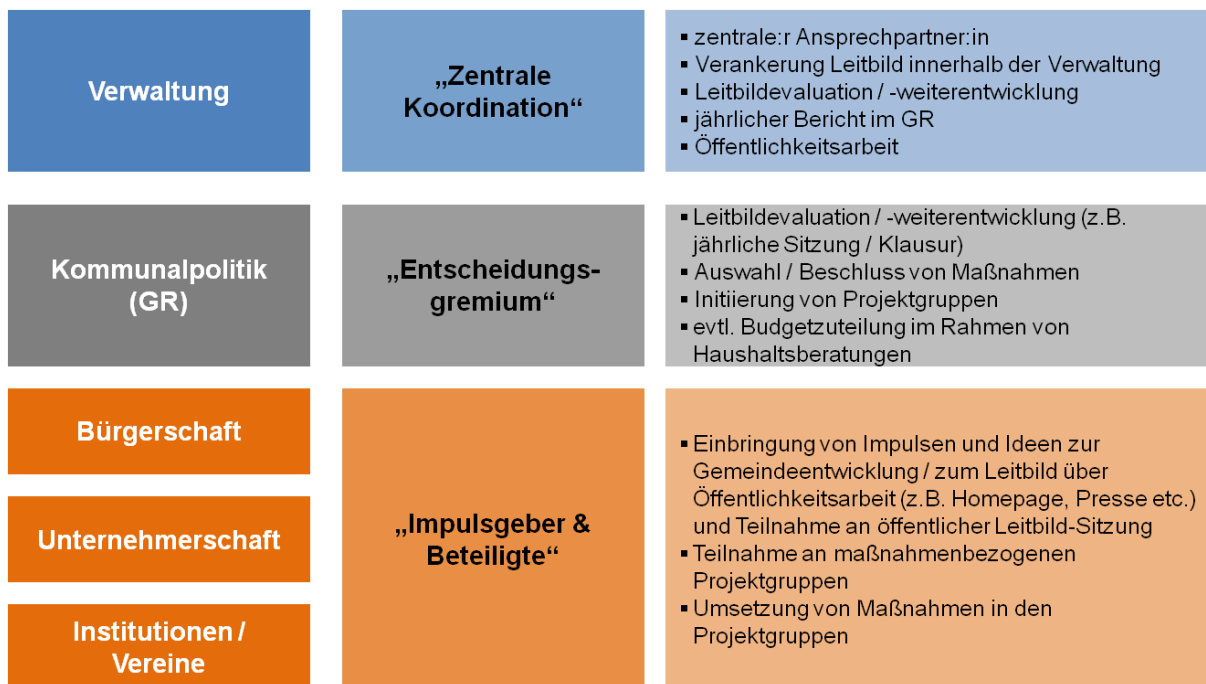 Verwaltung
„Zentrale
Koordination“
▪ zentrale:r Ansprechpartner:in
▪ Verankerung Leitbild innerhalb der Verwaltung
▪ Leitbildevaluation / -weiterentwicklung
▪ jährlicher Bericht im GR
▪ Öffentlichkeitsarbeit
Kommunalpolitik
(GR)
„Entscheidungs-
gremium“
▪ Leitbildevaluation / -weiterentwicklung (z.B.
jährliche Sitzung / Klausur)
▪ Auswahl / Beschluss von Maßnahmen
▪ Initiierung von Projektgruppen
▪ evtl. Budgetzuteilung im Rahmen von
Haushaltsberatungen
Bürgerschaft
Unternehmerschaft
Institutionen /
Vereine
„Impulsgeber &
Beteiligte“
▪ Einbringung von Impulsen und Ideen zur
Gemeindeentwicklung / zum Leitbild über
Öffentlichkeitsarbeit (z.B. Homepage, Presse etc.)
und Teilnahme an öffentlicher Leitbild-Sitzung
▪ Teilnahme an maßnahmenbezogenen
Projektgruppen
▪ Umsetzung von Maßnahmen in den
Projektgruppen